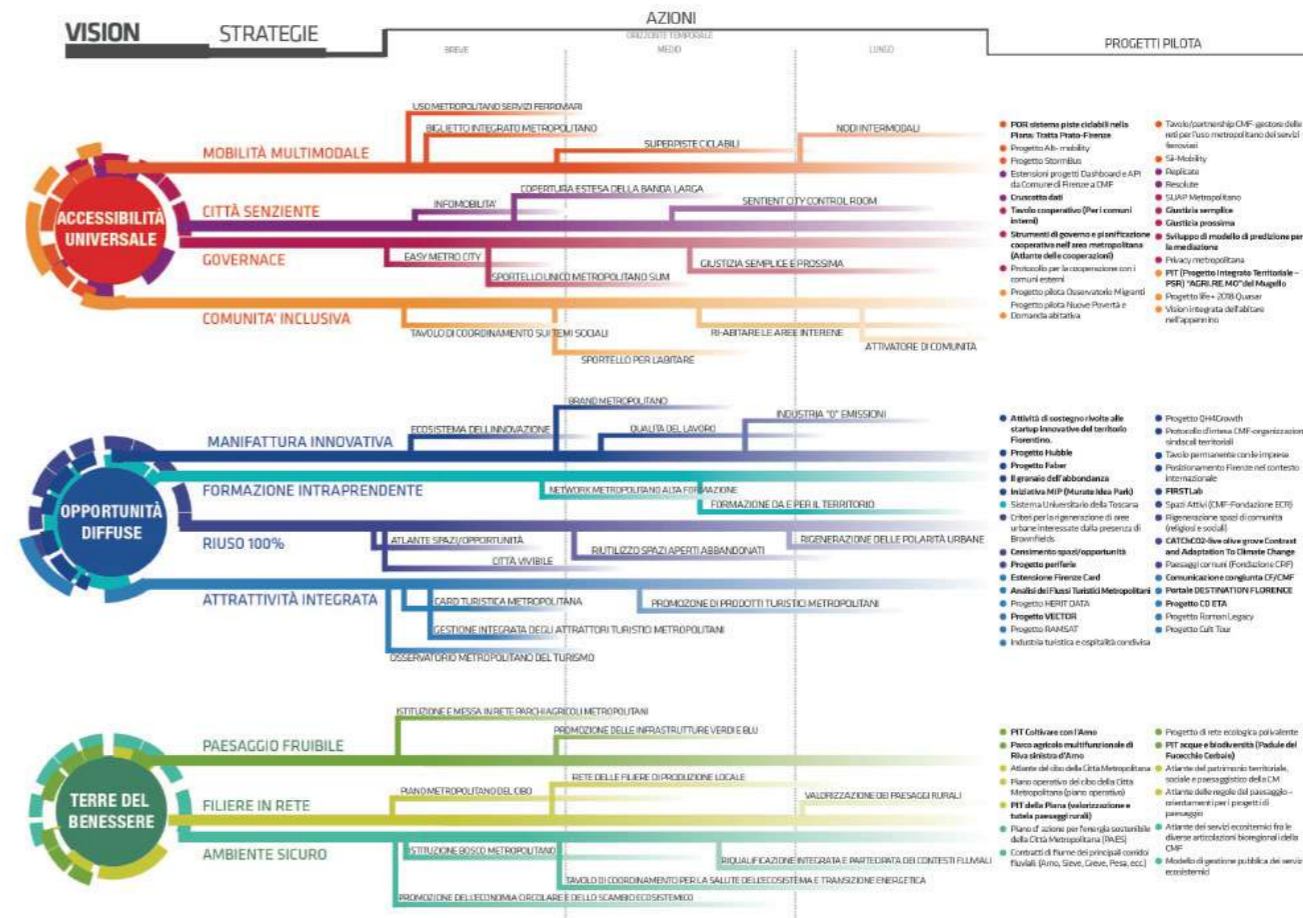 VISION
STRATEGIE
AZIONI
ORIZZONTE TEMPORALE
BREVE
MEDIO
LUNGO
PROGETTI PILOTA
ACCESSIBILITÀ
UNIVERSALE
USO METROPOLITANO SERVIZI FERROVIARI
BIGLIETTO INTEGRATO METROPOLITANO
NODI INTERMODALI
SUPERPISTE CICLABILI
MOBILITÀ MULTIMODALE
COPERTURA ESTESA DELLA BANDA LARGA
INFOMOBILITA'
SENTIENT CITY CONTROL ROOM
CITTÀ SENZIENTE
GOVERNACE
EASY METRO CITY
GIUSTIZIA SEMPLICE E PROSSIMA
SPORTELLO UNICO METROPOLITANO SUM
COMUNITA' INCLUSIVA
TAVOLO DI COORDINAMENTO SUI TEMI SOCIALI
RI-ABITARE LE AREE INTERENE
ATTIVATORE DI COMUNITÀ
SPORTELLO PER L'ABITARE
POR sistema piste ciclabili nella
Piana: Tratta Prato-Firenze
Progetto Alt- mobility
Progetto StormBus
Estensioni progetti Dashboard e API
da Comune di Firenze a CMF
Cruscotto dati
Tavolo cooperativo (Per i comuni
interni)
Strumenti di governo e pianificazione
cooperativa nell'area metropolitana
(Atlante delle cooperazioni)
Protocollo per la cooperazione con i
comuni esterni
Progetto pilota Osservatorio Migranti
Progetto pilota Nuove Povertà e
Domanda abitativa
Tavolo/partnership CMF-gestore delle
reti per l'uso metropolitano dei servizi
ferroviari
Sii-Mobility
Replicate
Resolute
SUAP Metropolitano
Giustizia semplice
Giustizia prossima
Sviluppo di modello di predizione per
la mediazione
Privacy metropolitana
PIT (Progetto Integrato Territoriale –
PSR) "AGRI.RE.MO" del Mugello
Progetto life+ 2018 Quasar
Vision integrata dell'abitare
nell'appennino
OPPORTUNITÀ
DIFFUSE
BRAND METROPOLITANO
ECOSISTEMA DELL'INNOVAZIONE
QUALITÀ DEL LAVORO
INDUSTRIA "0" EMISSIONI
MANIFATTURA INNOVATIVA
FORMAZIONE INTRAPRENDENTE
NETWORK METROPOLITANO ALTA FORMAZIONE
FORMAZIONE DA E PER IL TERRITORIO
RIUSO 100%
ATLANTE SPAZI/OPPORTUNITÀ
RIUTILIZZO SPAZI APERTI ABBANDONATI
RIGENERAZIONE DELLE POLARITÀ URBANE
CITTÀ VIVIBILE
ATTRATTIVITÀ INTEGRATA
CARD TURISTICA METROPOLITANA
PROMOZONE DI PRODOTTI TURISTICI METROPOLITANI
GESTIONE INTEGRATA DEGLI ATTRATTORI TURISTICI METROPOLITANI
OSSERVATORIO METROPOLITANO DEL TURISMO
Attività di sostegno rivolte alle
startup innovative del territorio
Fiorentino.
Progetto Hubble
Progetto Faber
Il granaio dell'abbondanza
Iniziativa MIP (Murate Idea Park)
Sistema Universitario della Toscana
Criteri per la rigenerazione di aree
urbane interessate dalla presenza di
Brownfields
Censimento spazi/opportunità
Progetto periferie
Estensione Firenze Card
Analisi dei Flussi Turistici Metropolitani
Progetto HERIT DATA
Progetto VECTOR
Progetto RAMSAT
Industria turistica e ospitalità condivisa
Progetto QH4Growth
Protocollo d'intesa CMF-organizzazioni
sindacali territoriali
Tavolo permanente con le imprese
Posizionamento Firenze nel contesto
internazionale
FIRSTLab
Spazi Attivi (CMF-Fondazione ECR)
Rigenerazione spazi di comunità
(religiosi e sociali)
CATChCO2-live olive grove Contrast
and Adaptation To Climate Change
Paesaggi comuni (Fondazione CRF)
Comunicazione congiunta CF/CMF
Portale DESTINATION FLORENCE
Progetto CD ETA
Progetto Roman Legacy
Progetto Cult Tour
TERRE DEL
BENESSERE
ISTITUZIONE E MESSA IN RETE PARCHI AGRICOLI METROPOLITANI
PROMOZIONE DELLE INFRASTRUTTURE VERDI E BLU
PAESAGGIO FRUIBILE
RETE DELLE FILIERE DI PRODUZIONE LOCALE
PIANO METROPOLITANO DEL CIBO
VALORIZZAZIONE DEI PAESAGGI RURALI
FILIERE IN RETE
AMBIENTE SICURO
ISTITUZIONE BOSCO METROPOLITANO
RIQUALIFICAZIONE INTEGRATA E PARTECIPATA DEI CONTESTI FLUVIALI
TAVOLO DI COORDINAMENTO PER LA SALUTE DELL'ECOSISTEMA E TRANSIZIONE ENERGETICA
PROMOZIONE DELL'ECONOMIA CIRCOLARE E DELLO SCAMBIO ECOSISTEMICO
PIT Coltivare con l'Arno
Parco agricolo multifunzionale di
Riva sinistra d'Arno
Atlante del cibo della Città Metropolitana
Piano operativo del cibo della Città
Metropolitana (piano operativo)
PIT della Piana (valorizzazione e
tutela paesaggi rurali)
Piano d' azione per l'energia sostenibile
della Città Metropolitana (PAES)
Contratti di fiume dei principali corridoi
fluviali (Arno, Sieve, Greve, Pesa, ecc.)
Progetto di rete ecologica polivalente
PIT acque e biodiversità (Padule del
Fucecchio Cerbaie)
Atlante del patrimonio territoriale,
sociale e paesaggistico della CM
Atlante delle regole del paesaggio –
orientamenti per i progetti di
paesaggio
Atlante dei servizi ecositemici fra le
diverse articolazioni bioregionali della
CMF
Modello di gestione pubblica dei servizi
ecositemici